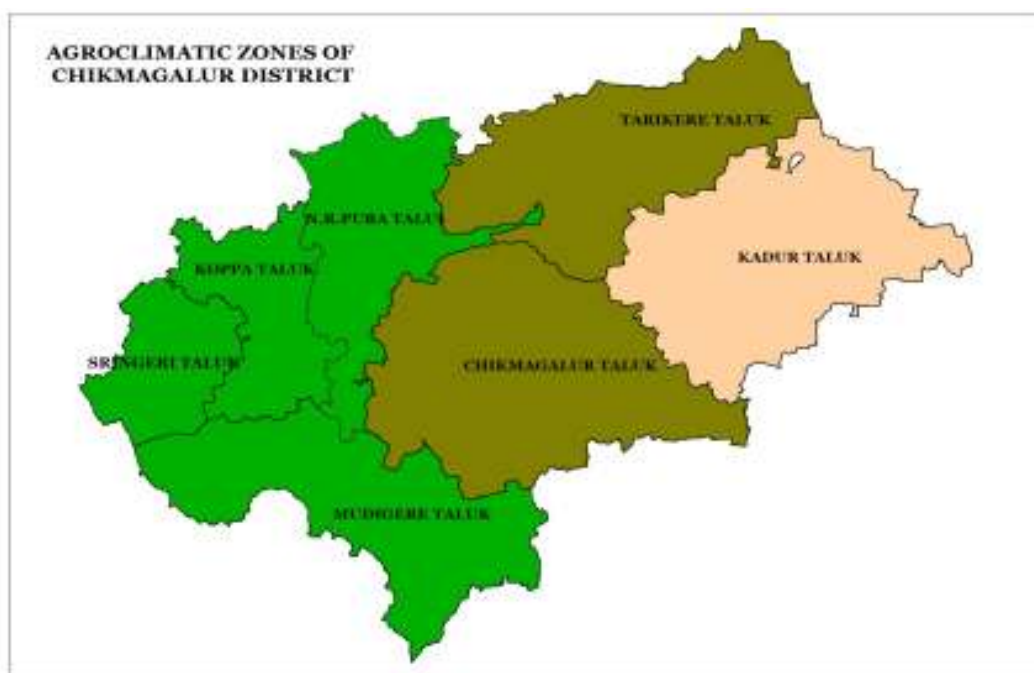 AGROCLIMATIC ZONES OF
CHIKMAGALUR DISTRICT
TARIKERE TALUK
N.R.PURA TALUK
KADUR TALUK
KOPPA TALUK
SRINGERI TALUK
CHIKMAGALUR TALUK
MUDIGERE TALUK